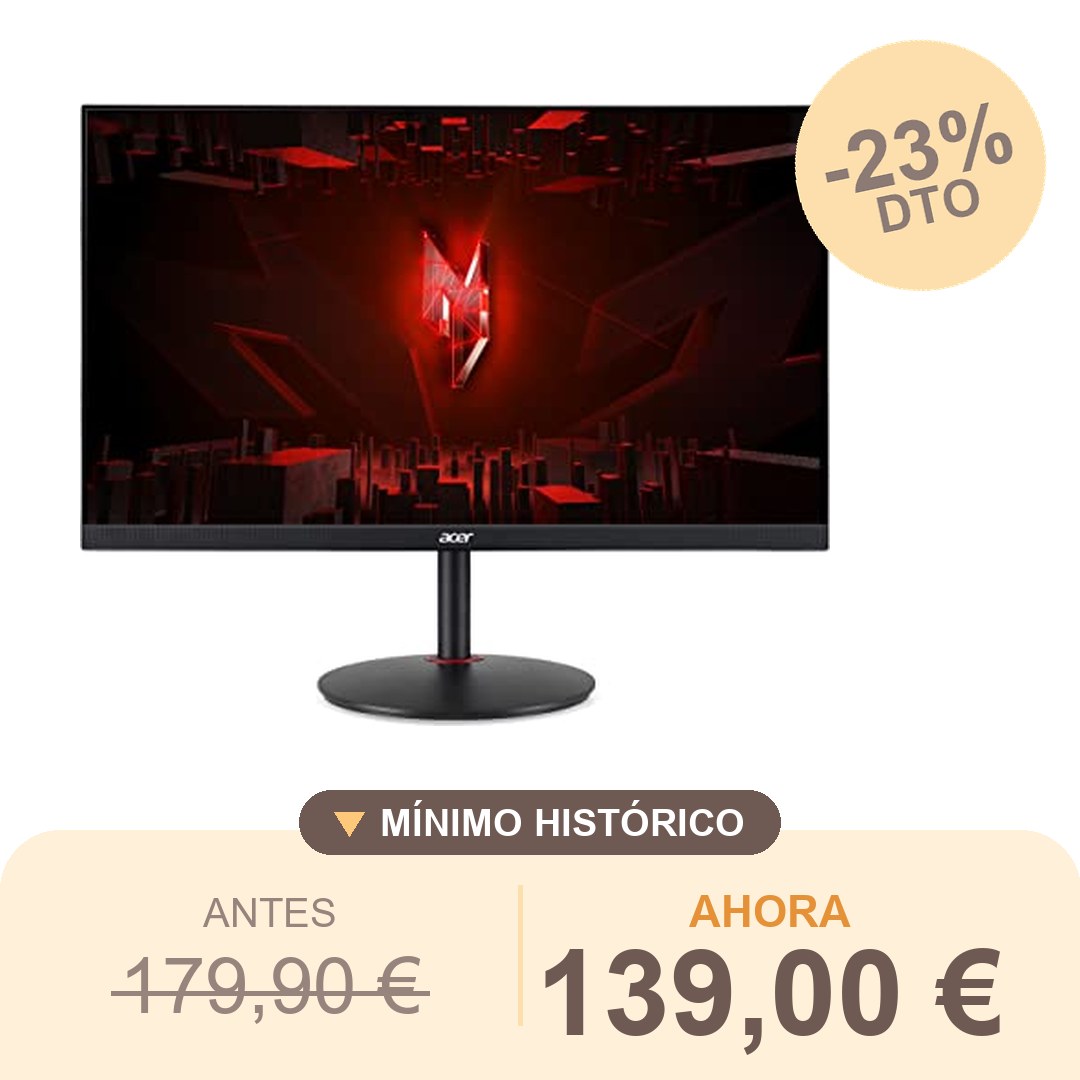 -23%
DTO
acer
MÍNIMO HISTÓRICO
ANTES
179,90 €
AHORA
139,00 €